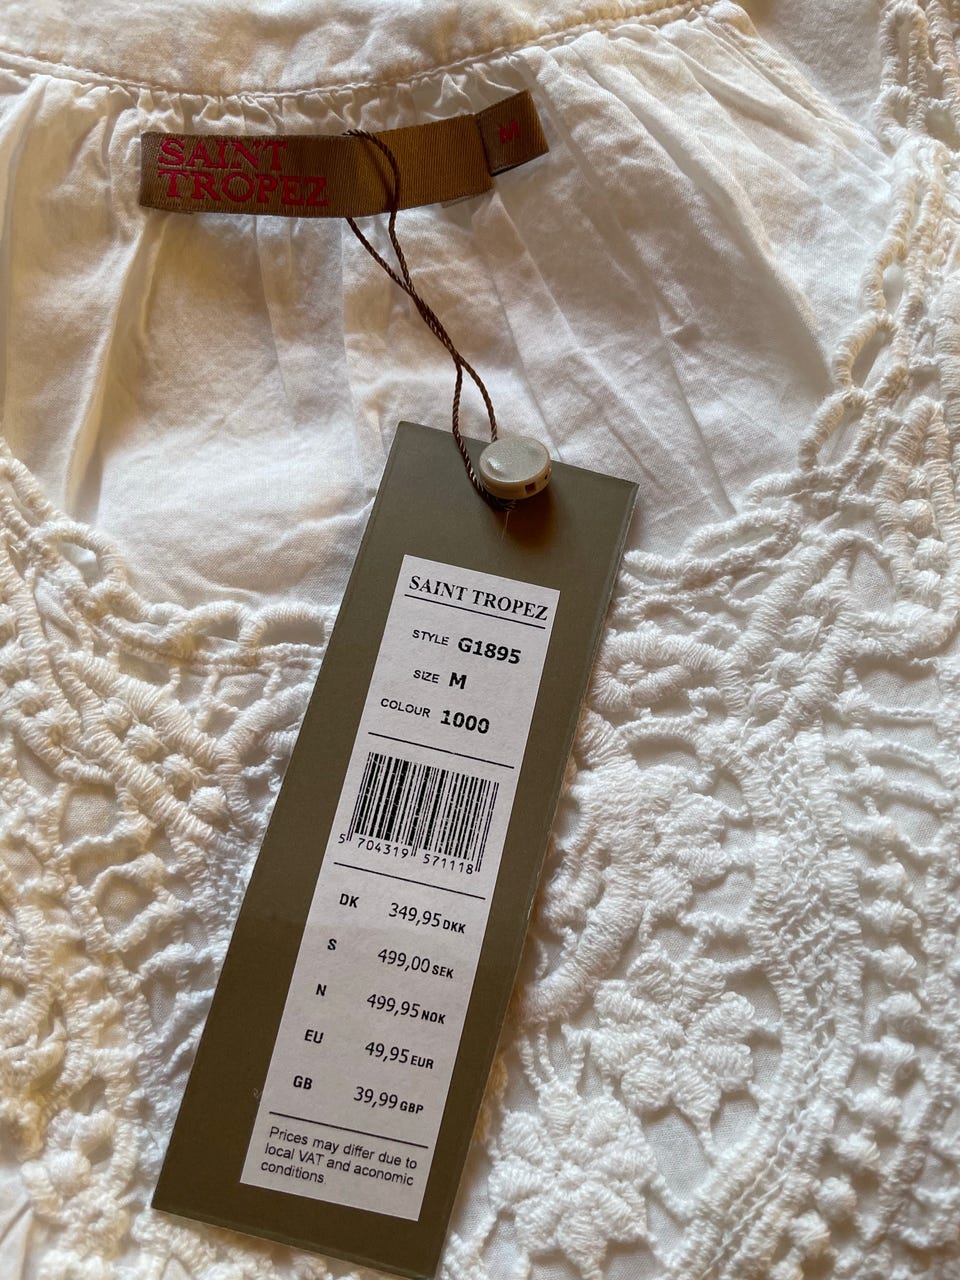 SAINT
TROPEZ
M
SAINT TROPEZ
STYLE G1895
SIZE M
COLOUR 1000
5 704319 571118
DK 349,95 DKK
S 499,00 SEK
N 499,95 NOK
EU 49,95 EUR
GB 39,99 GBP
Prices may differ due to
local VAT and aconomic
conditions